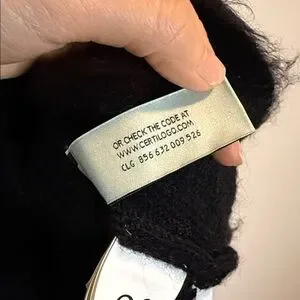 OR CHECK THE CODE AT
WWW.CERTILOGO.COM
CLG 856 632 009 526